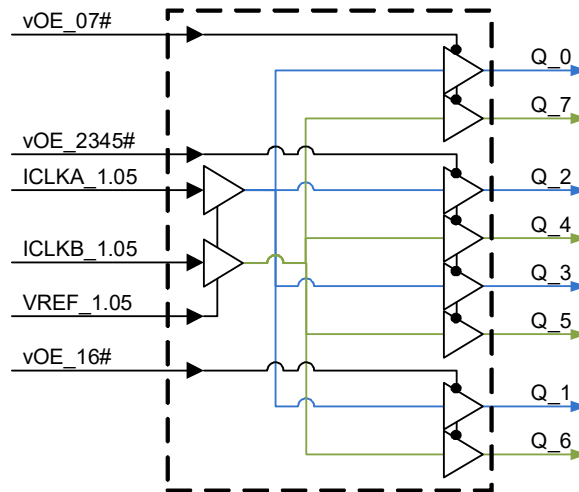 vOE_07#
Q_0
Q_7
vOE_2345#
ICLKA_1.05
Q_2
Q_4
ICLKB_1.05
Q_3
VREF_1.05
Q_5
vOE_16#
Q_1
Q_6